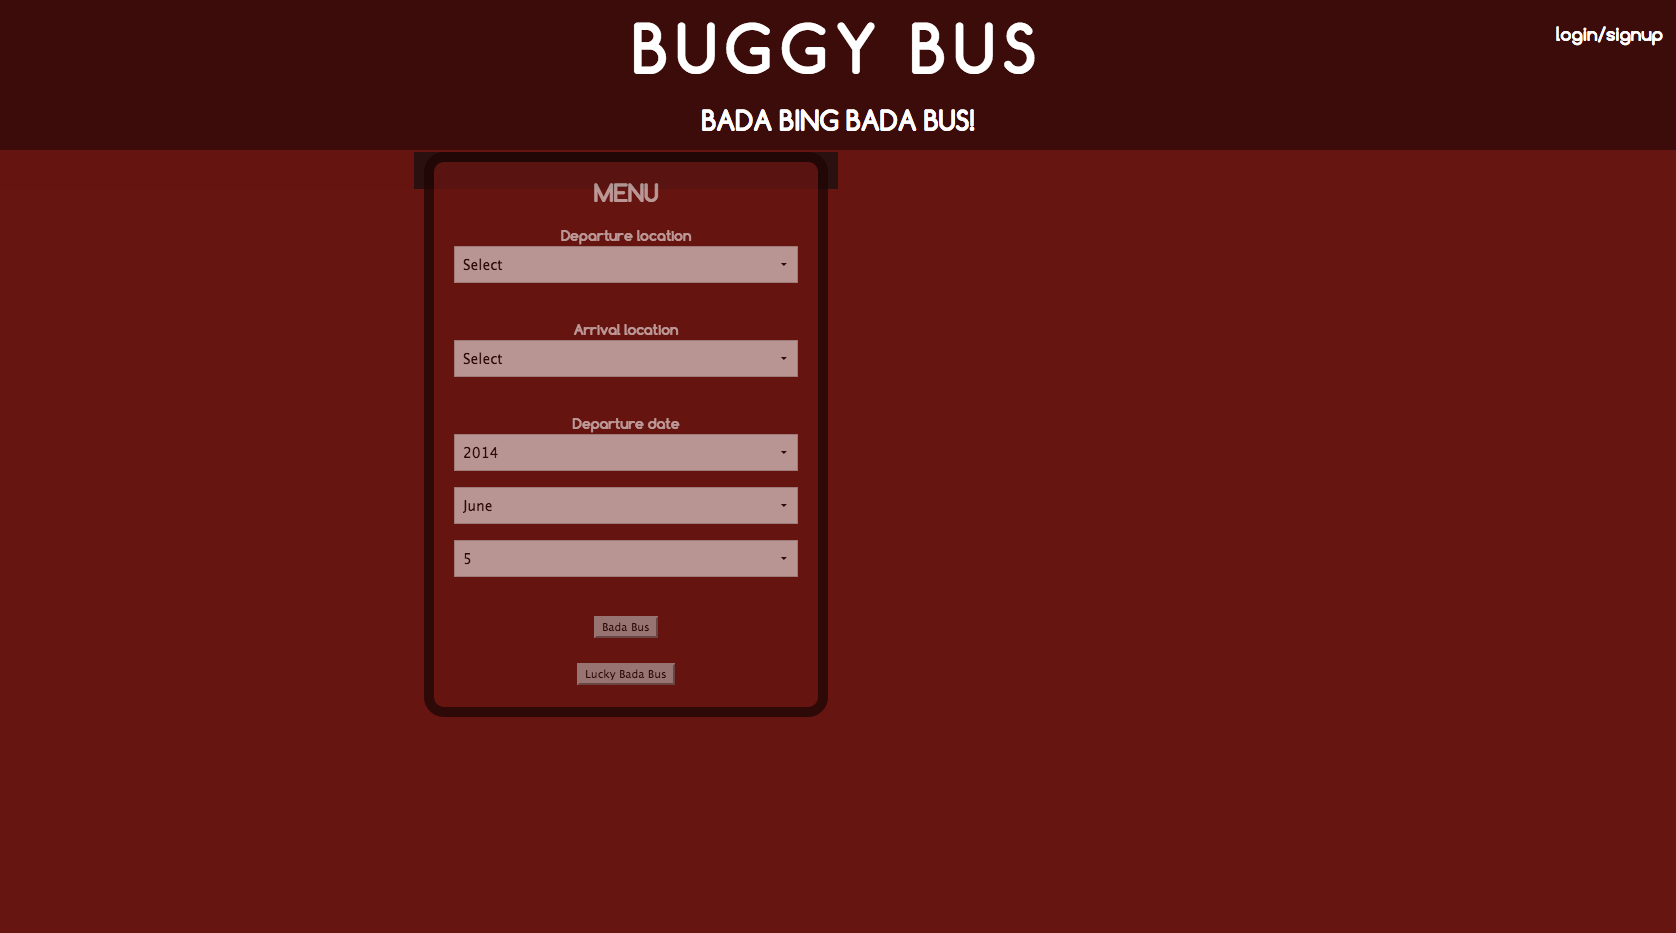 BUGGY BUS
login/signup
BADA BING BADA BUS!
MENU
Departure location
Select
Arrival location
Select
Departure date
2014
June
5
Bada Bus
Lucky Bada Bus